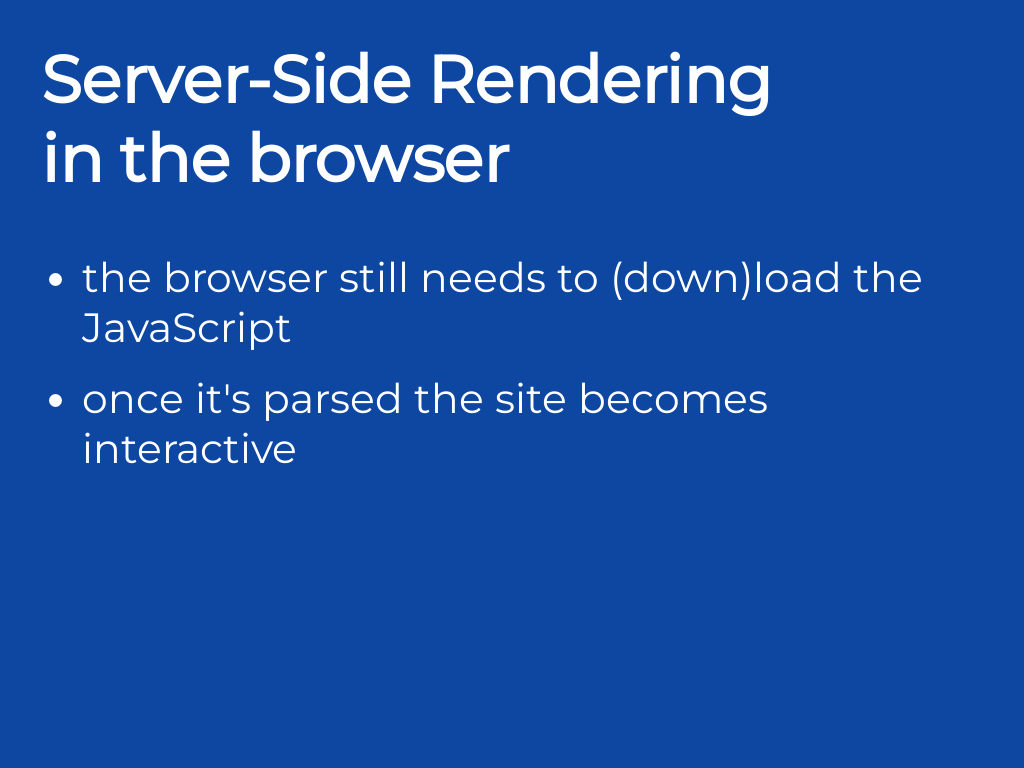 Server-Side Rendering
in the browser
• the browser still needs to (down)load the
JavaScript
• once it's parsed the site becomes
interactive